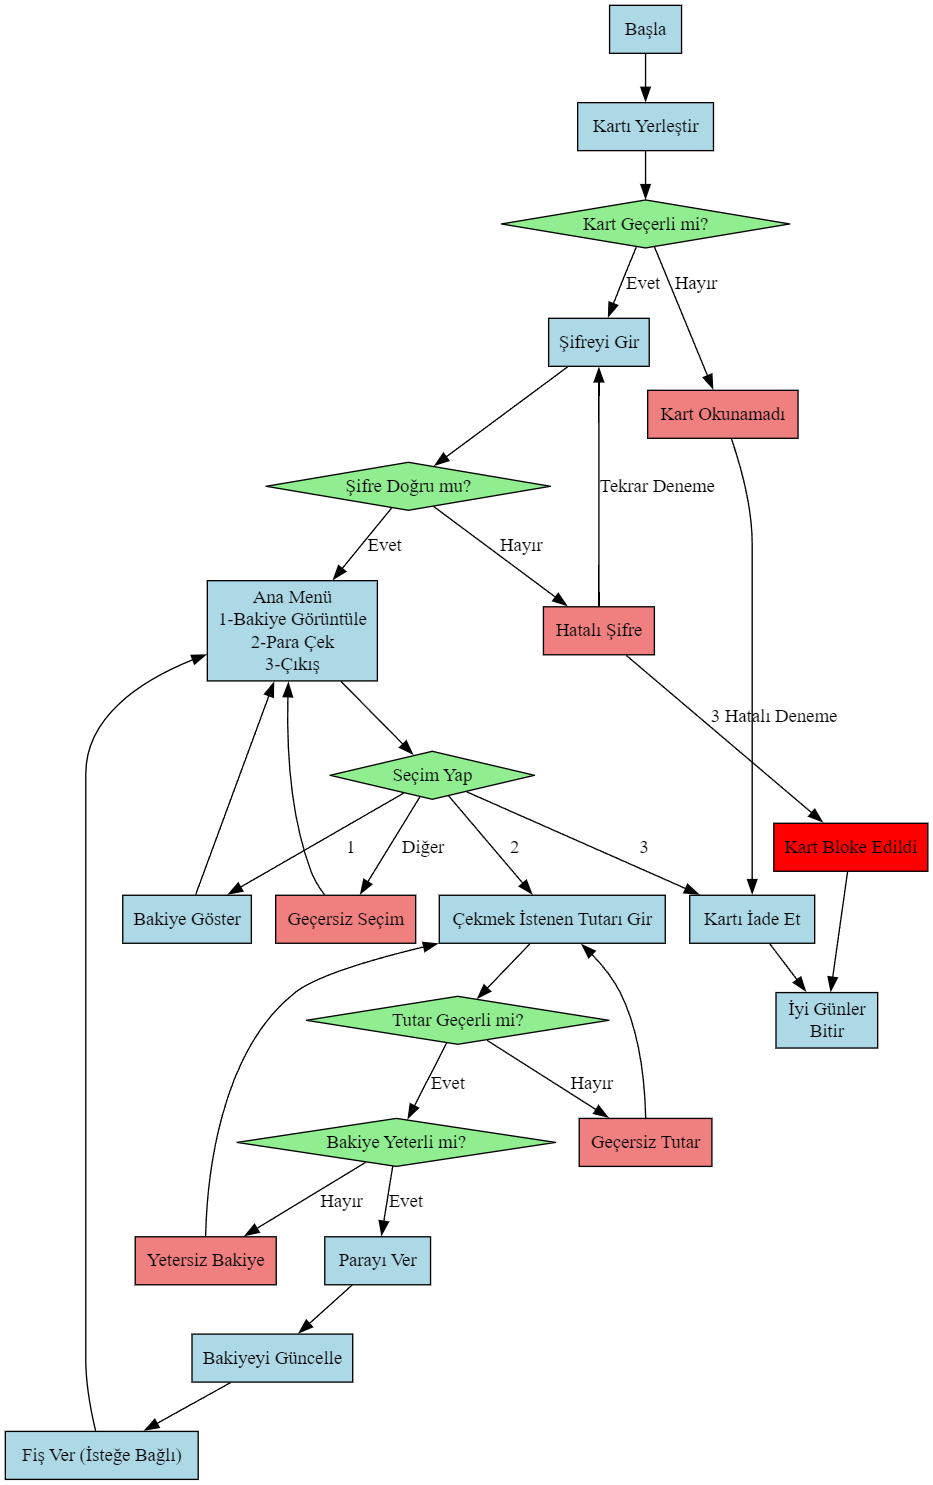 Başla
Kartı Yerleştir
Kart Geçerli mi?
Evet
Hayır
Şifreyi Gir
Kart Okunamadı
Şifre Doğru mu?
Tekrar Deneme
Evet
Hayır
Ana Menü
1-Bakiye Görüntüle
2-Para Çek
3-Çıkış
Hatalı Şifre
3 Hatalı Deneme
Seçim Yap
1
Diğer
2
3
Kart Bloke Edildi
Bakiye Göster
Geçersiz Seçim
Çekmek İstenen Tutarı Gir
Kartı İade Et
İyi Günler
Bitir
Tutar Geçerli mi?
Evet
Hayır
Bakiye Yeterli mi?
Geçersiz Tutar
Hayır
Evet
Yetersiz Bakiye
Parayı Ver
Bakiyeyi Güncelle
Fiş Ver (İsteğe Bağlı)